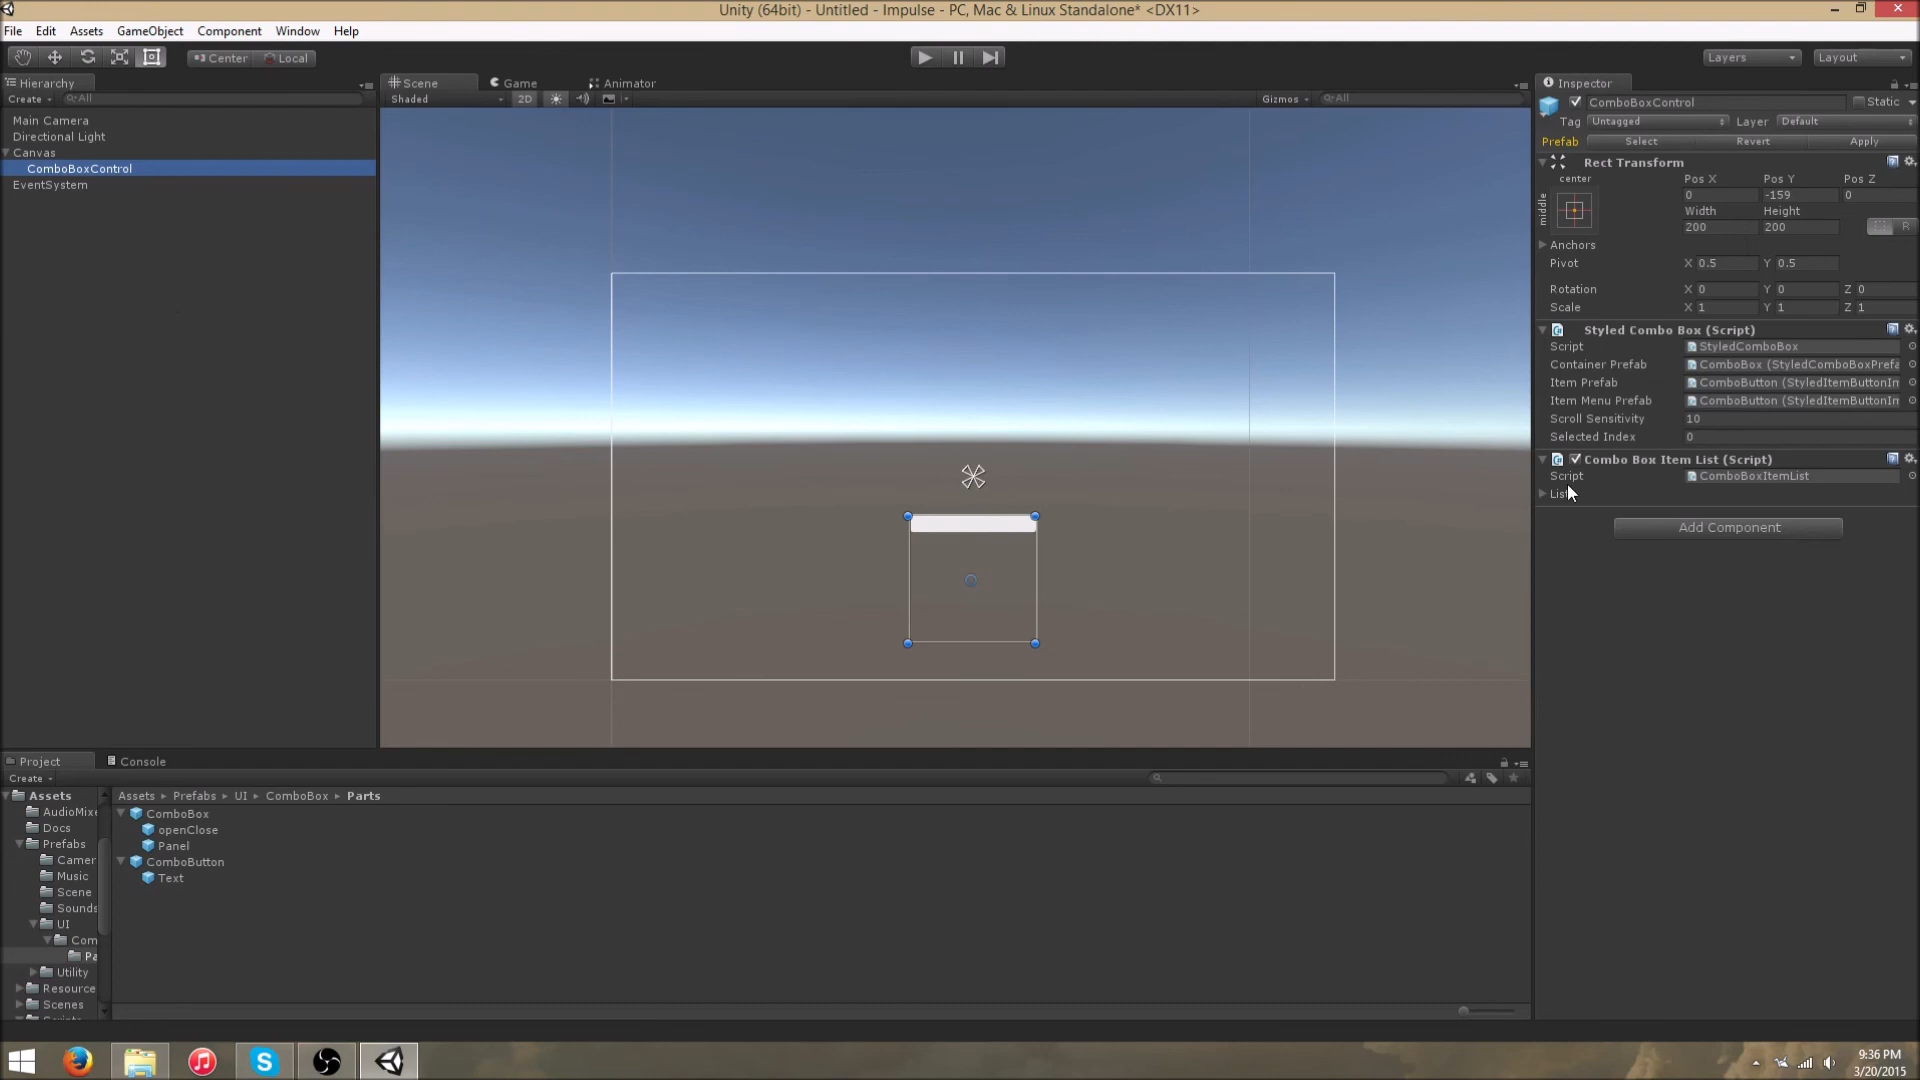 Unity (64bit) - Untitled - Impulse - PC, Mac & Linux Standalone* <DX11>
File Edit Assets GameObject Component Window Help
Center Local Layers Layout
Hierarchy
Create All
Main Camera
Directional Light
Canvas
ComboBoxControl
EventSystem
Scene Game Animator
Shaded 2D Gizmos All
Inspector
ComboBoxControl Static
Tag Untagged Layer Default
Prefab Select Revert Apply
Rect Transform
center Pos X Pos Y Pos Z
middle 0 -159 0
Width Height
200 200 R
Anchors
Pivot X 0.5 Y 0.5
Rotation X 0 Y 0 Z 0
Scale X 1 Y 1 Z 1
Styled Combo Box (Script)
Script StyledComboBox
Container Prefab ComboBox (StyledComboBoxPrefa
Item Prefab ComboButton (StyledItemButtonIm
Item Menu Prefab ComboButton (StyledItemButtonIm
Scroll Sensitivity 10
Selected Index 0
Combo Box Item List (Script)
Script ComboBoxItemList
List
Add Component
Project Console
Create
Assets
AudioMixe
Docs
Prefabs
Camer
Music
Scene
Sounds
UI
Com
Pa
Utility
Resource
Scenes
Assets Prefabs UI ComboBox Parts
ComboBox
openClose
Panel
ComboButton
Text
9:36 PM
3/20/2015